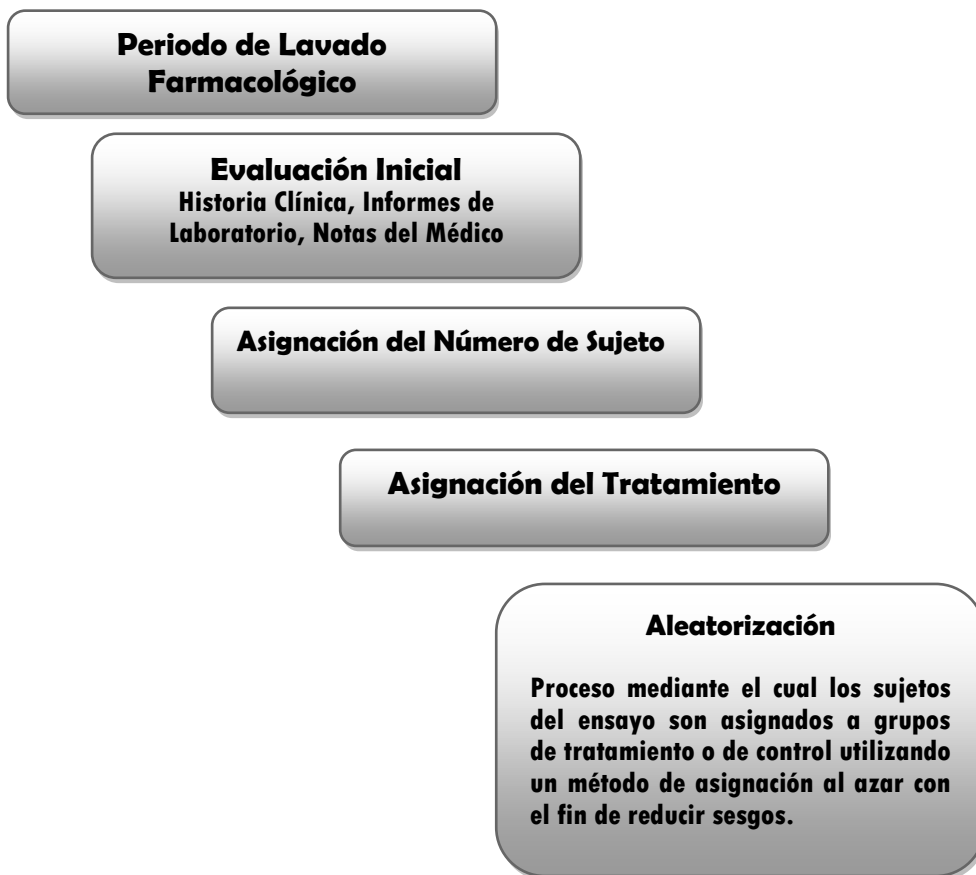 Periodo de Lavado
Farmacológico
Evaluación Inicial
Historia Clínica, Informes de
Laboratorio, Notas del Médico
Asignación del Número de Sujeto
Asignación del Tratamiento
Aleatorización
Proceso mediante el cual los sujetos
del ensayo son asignados a grupos
de tratamiento o de control utilizando
un método de asignación al azar con
el fin de reducir sesgos.